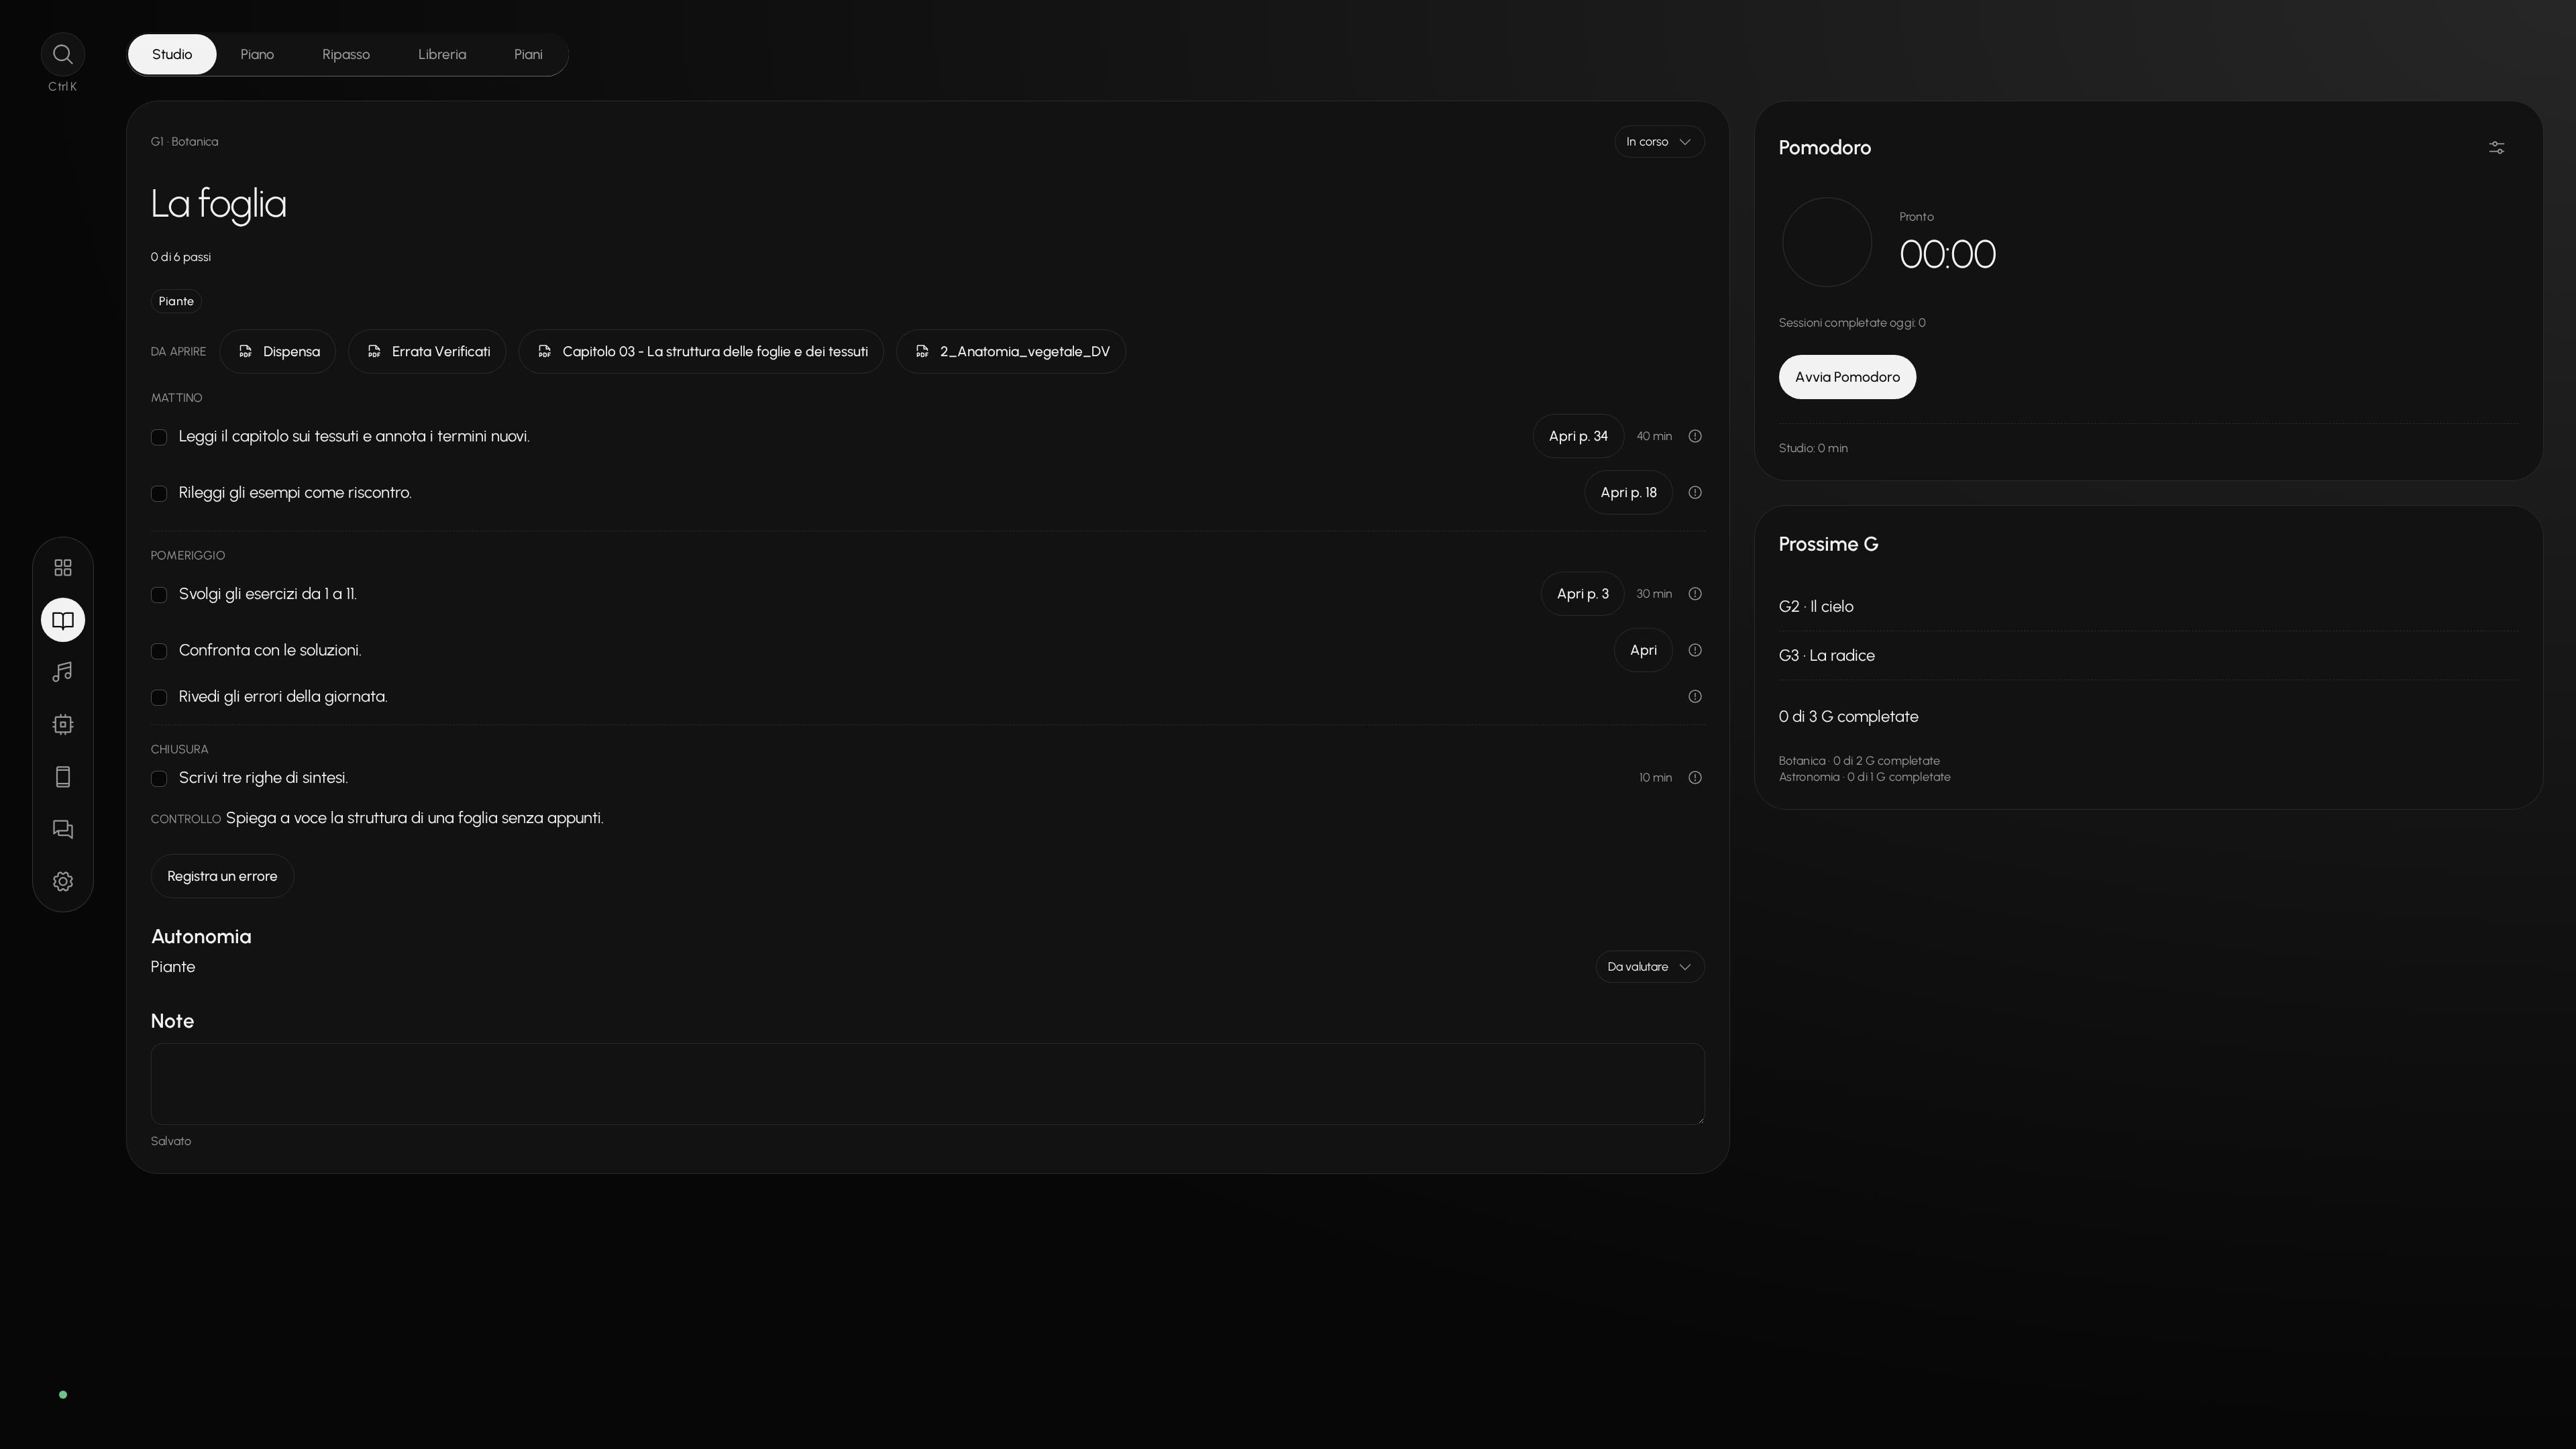 Ctrl K
Studio Piano Ripasso Libreria Piani
G1 · Botanica
In corso
La foglia
0 di 6 passi
Piante
DA APRIRE Dispensa Errata Verificati Capitolo 03 - La struttura delle foglie e dei tessuti 2_Anatomia_vegetale_DV
MATTINO
Leggi il capitolo sui tessuti e annota i termini nuovi. Apri p. 34 40 min
Rileggi gli esempi come riscontro. Apri p. 18
POMERIGGIO
Svolgi gli esercizi da 1 a 11. Apri p. 3 30 min
Confronta con le soluzioni. Apri
Rivedi gli errori della giornata.
CHIUSURA
Scrivi tre righe di sintesi. 10 min
CONTROLLO Spiega a voce la struttura di una foglia senza appunti.
Registra un errore
Autonomia
Piante Da valutare
Note
Salvato
Pomodoro
Pronto
00:00
Sessioni completate oggi: 0
Avvia Pomodoro
Studio: 0 min
Prossime G
G2 · Il cielo
G3 · La radice
0 di 3 G completate
Botanica · 0 di 2 G completate
Astronomia · 0 di 1 G completate